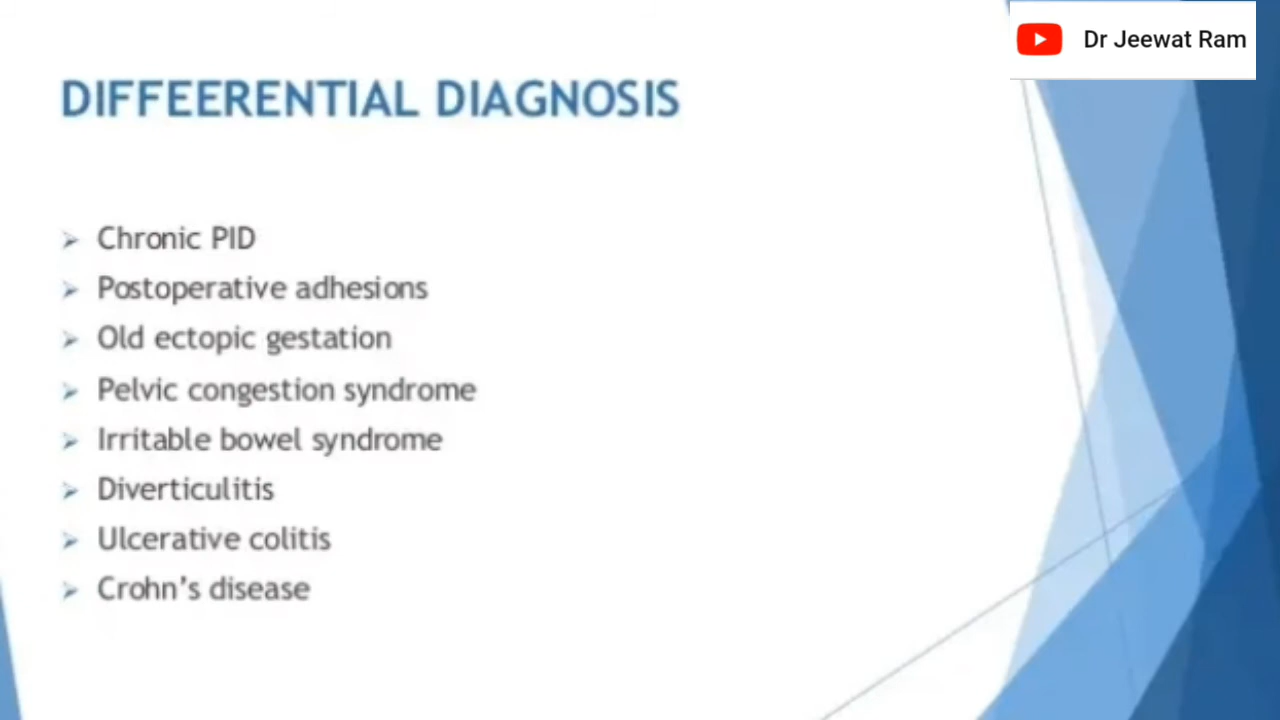 Dr Jeewat Ram
DIFFEERENTIAL DIAGNOSIS
Chronic PID
Postoperative adhesions
Old ectopic gestation
Pelvic congestion syndrome
Irritable bowel syndrome
Diverticulitis
Ulcerative colitis
Crohn’s disease